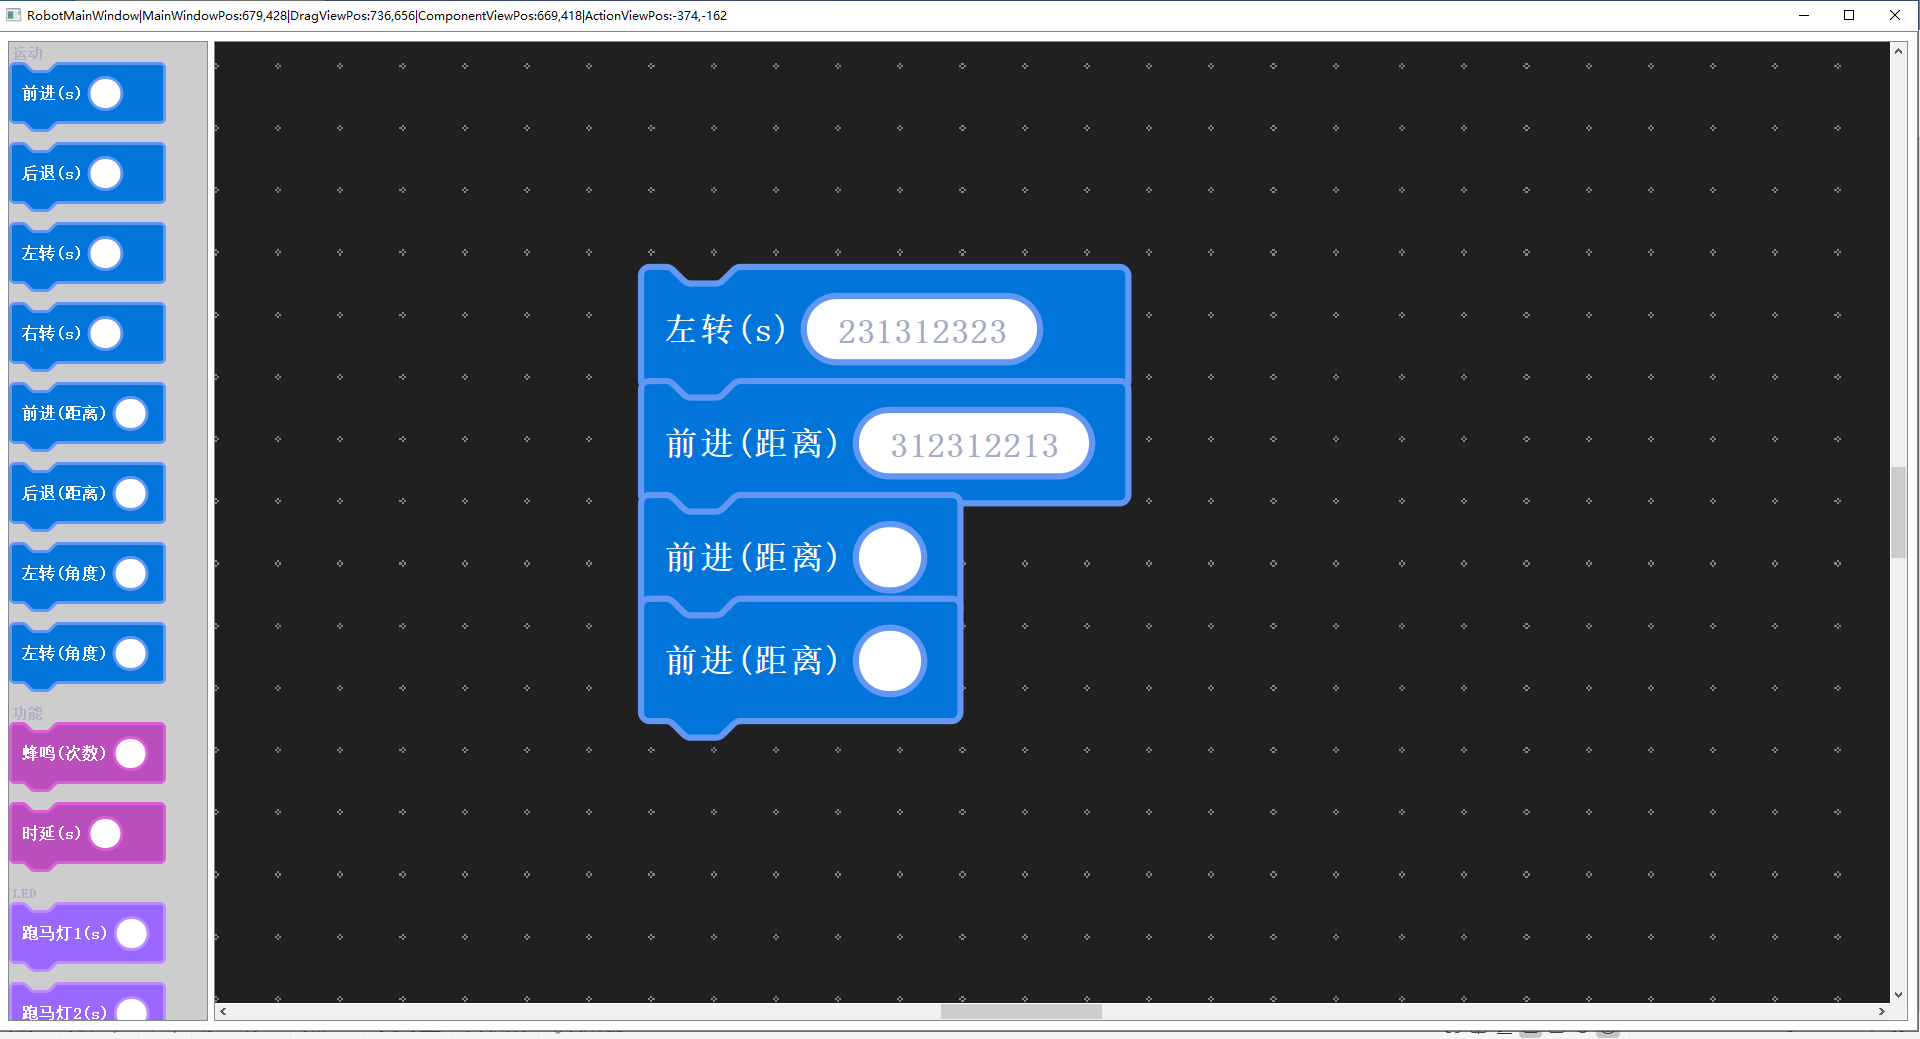 RobotMainWindow|MainWindowPos:679,428|DragViewPos:736,656|ComponentViewPos:669,418|ActionViewPos:-374,-162
运动
前进(s)
后退(s)
左转(s)
右转(s)
前进(距离)
后退(距离)
左转(角度)
左转(角度)
功能
蜂鸣(次数)
时延(s)
LED
跑马灯1(s)
跑马灯2(s)
左转(s) 231312323
前进(距离) 312312213
前进(距离)
前进(距离)